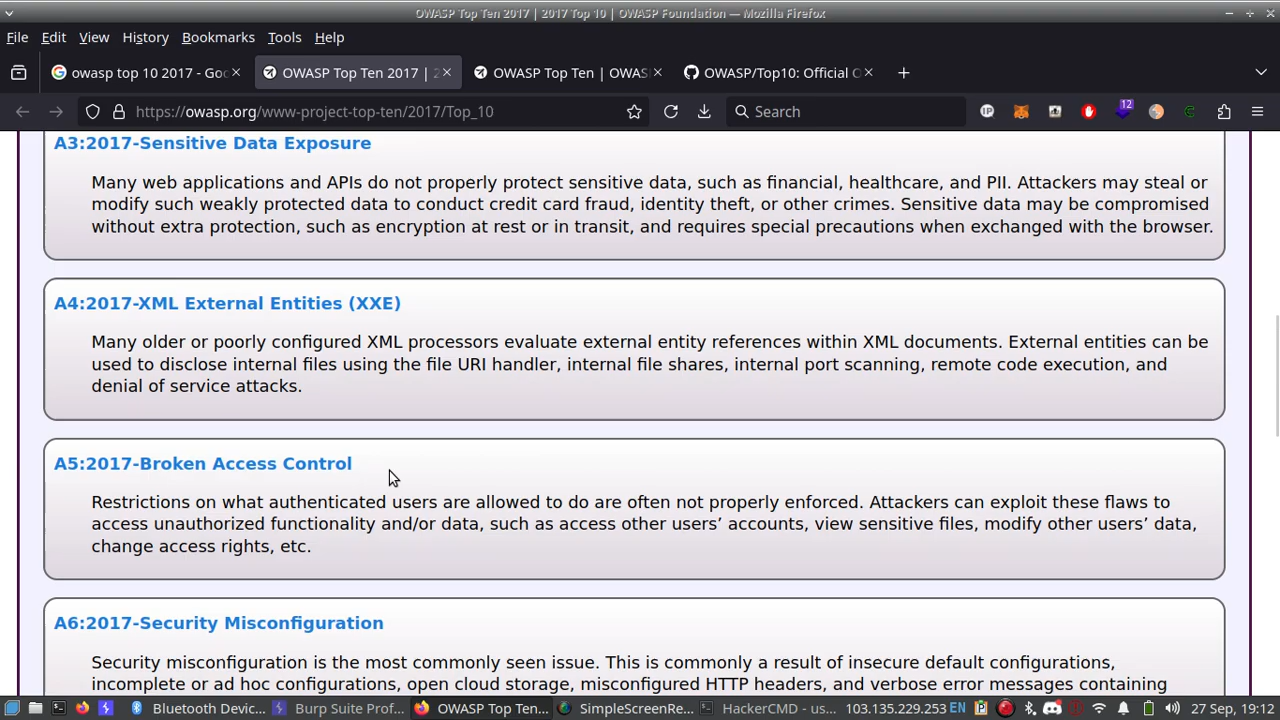 OWASP Top Ten 2017 | 2017 Top 10 | OWASP Foundation — Mozilla Firefox
File Edit View History Bookmarks Tools Help
owasp top 10 2017 - Goo
OWASP Top Ten 2017 | 2
OWASP Top Ten | OWAS
OWASP/Top10: Official O
https://owasp.org/www-project-top-ten/2017/Top_10
Search
12
A3:2017-Sensitive Data Exposure
Many web applications and APIs do not properly protect sensitive data, such as financial, healthcare, and PII. Attackers may steal or
modify such weakly protected data to conduct credit card fraud, identity theft, or other crimes. Sensitive data may be compromised
without extra protection, such as encryption at rest or in transit, and requires special precautions when exchanged with the browser.
A4:2017-XML External Entities (XXE)
Many older or poorly configured XML processors evaluate external entity references within XML documents. External entities can be
used to disclose internal files using the file URI handler, internal file shares, internal port scanning, remote code execution, and
denial of service attacks.
A5:2017-Broken Access Control
Restrictions on what authenticated users are allowed to do are often not properly enforced. Attackers can exploit these flaws to
access unauthorized functionality and/or data, such as access other users’ accounts, view sensitive files, modify other users’ data,
change access rights, etc.
A6:2017-Security Misconfiguration
Security misconfiguration is the most commonly seen issue. This is commonly a result of insecure default configurations,
incomplete or ad hoc configurations, open cloud storage, misconfigured HTTP headers, and verbose error messages containing
Bluetooth Devic... Burp Suite Prof... OWASP Top Ten... SimpleScreenRe... HackerCMD - us... 103.135.229.253 EN 27 Sep, 19:12